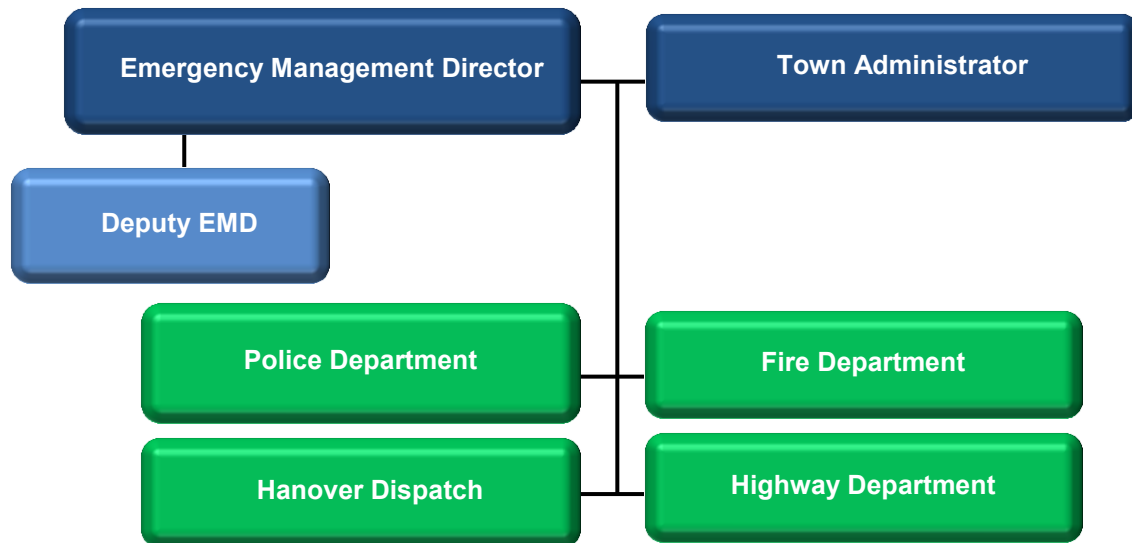 Emergency Management Director
Town Administrator
Deputy EMD
Police Department
Fire Department
Hanover Dispatch
Highway Department